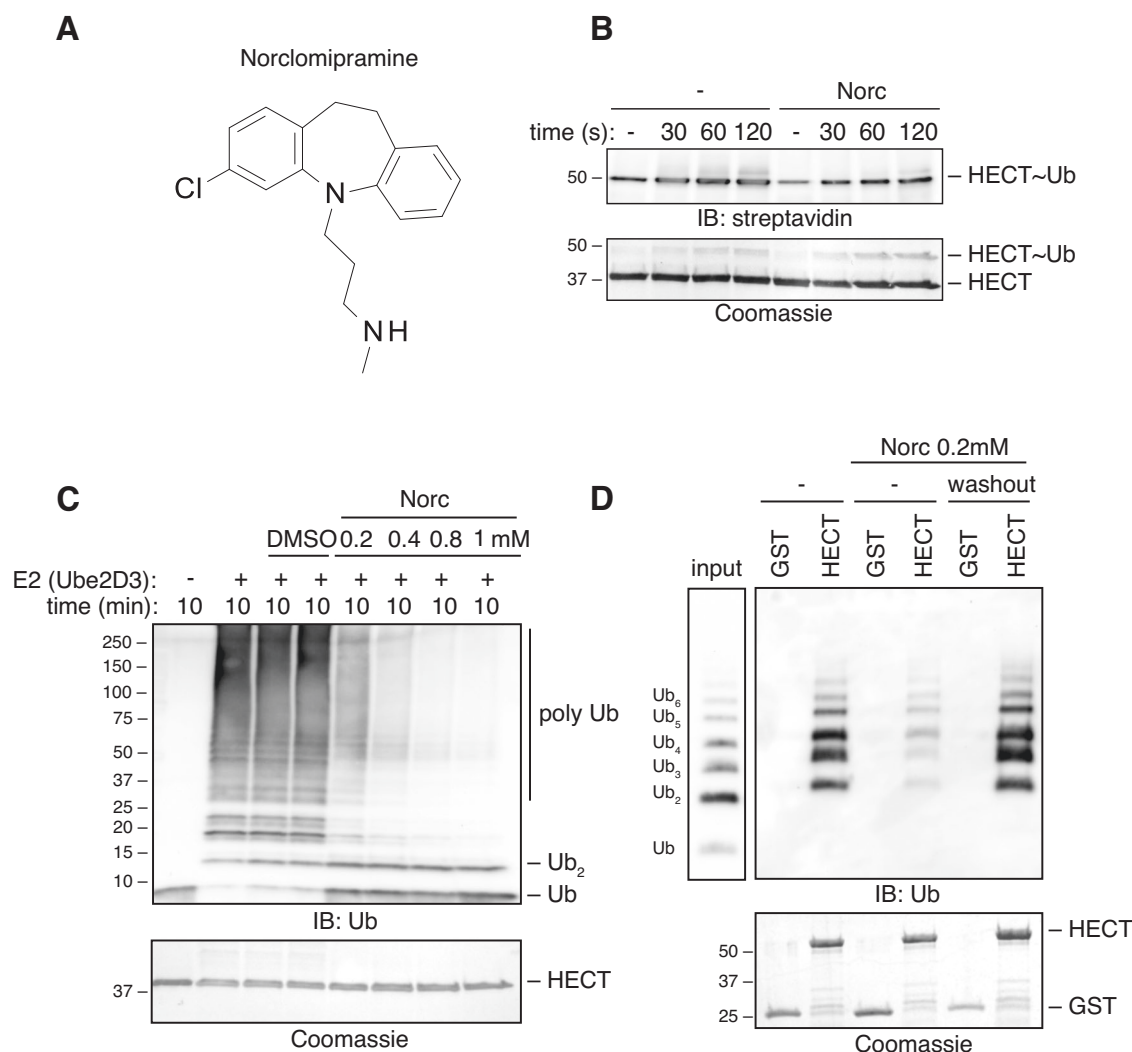 A
Norclomipramine
Cl
N
NH
B
- Norc
time (s): - 30 60 120 - 30 60 120
50
HECT~Ub
IB: streptavidin
50
HECT~Ub
37
HECT
Coomassie
C
Norc
DMSO 0.2 0.4 0.8 1 mM
E2 (Ube2D3): - + + + + + + +
time (min): 10 10 10 10 10 10 10 10
250
150
100
75
50
37
25
20
15
10
poly Ub
Ub2
Ub
IB: Ub
37
HECT
Coomassie
D
Norc 0.2mM
- - washout
input GST HECT GST HECT GST HECT
Ub6
Ub5
Ub4
Ub3
Ub2
Ub
IB: Ub
50
37
25
HECT
GST
Coomassie